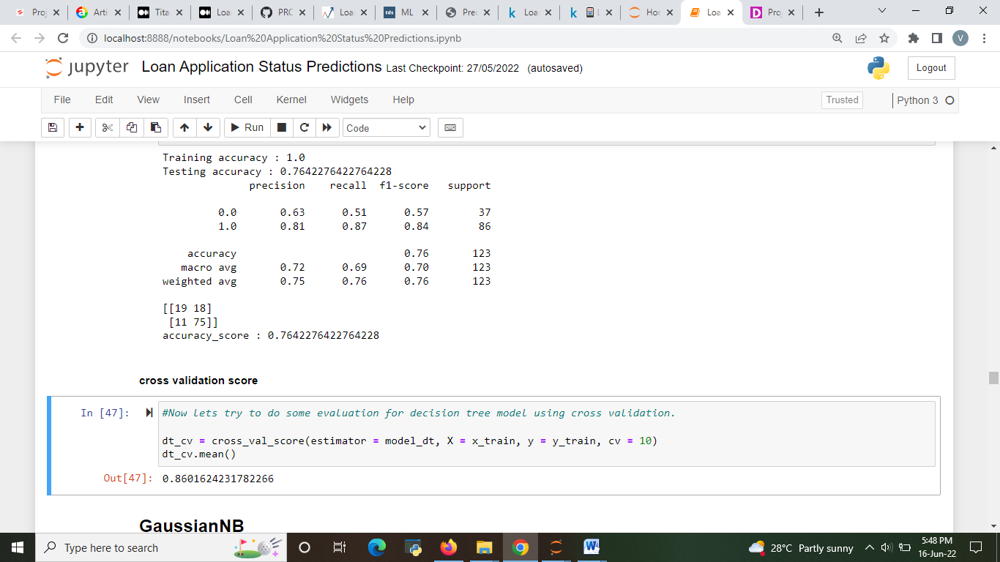 Proj
Arti
Tita
Loa
PRO
Loa
tds
ML
Prec
k
Loa
k
L
Hor
Loa
D
Proj
localhost:8888/notebooks/Loan%20Application%20Status%20Predictions.ipynb
V
jupyter Loan Application Status Predictions Last Checkpoint: 27/05/2022 (autosaved)
Logout
File Edit View Insert Cell Kernel Widgets Help
Trusted
Python 3
Run
Code
Training accuracy : 1.0
Testing accuracy : 0.7642276422764228
precision recall f1-score support
0.0 0.63 0.51 0.57 37
1.0 0.81 0.87 0.84 86
accuracy 0.76 123
macro avg 0.72 0.69 0.70 123
weighted avg 0.75 0.76 0.76 123
[[19 18]
[11 75]]
accuracy_score : 0.7642276422764228
cross validation score
In [47]:
#Now lets try to do some evaluation for decision tree model using cross validation.
dt_cv = cross_val_score(estimator = model_dt, X = x_train, y = y_train, cv = 10)
dt_cv.mean()
Out[47]: 0.8601624231782266
GaussianNB
Type here to search
28°C Partly sunny
5:48 PM
16-Jun-22